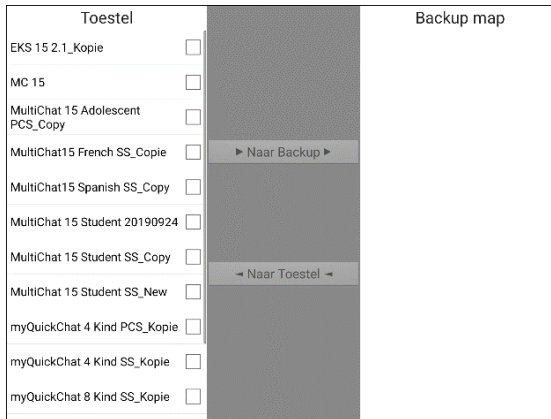 Toestel
EKS 15 2.1_Kopie
MC 15
MultiChat 15 Adolescent
PCS_Copy
MultiChat15 French SS_Copie
MultiChat15 Spanish SS_Copy
MultiChat 15 Student 20190924
MultiChat 15 Student SS_Copy
MultiChat 15 Student SS_New
myQuickChat 4 Kind PCS_Kopie
myQuickChat 4 Kind SS_Kopie
myQuickChat 8 Kind SS_Kopie
► Naar Backup ►
◄ Naar Toestel ◄
Backup map